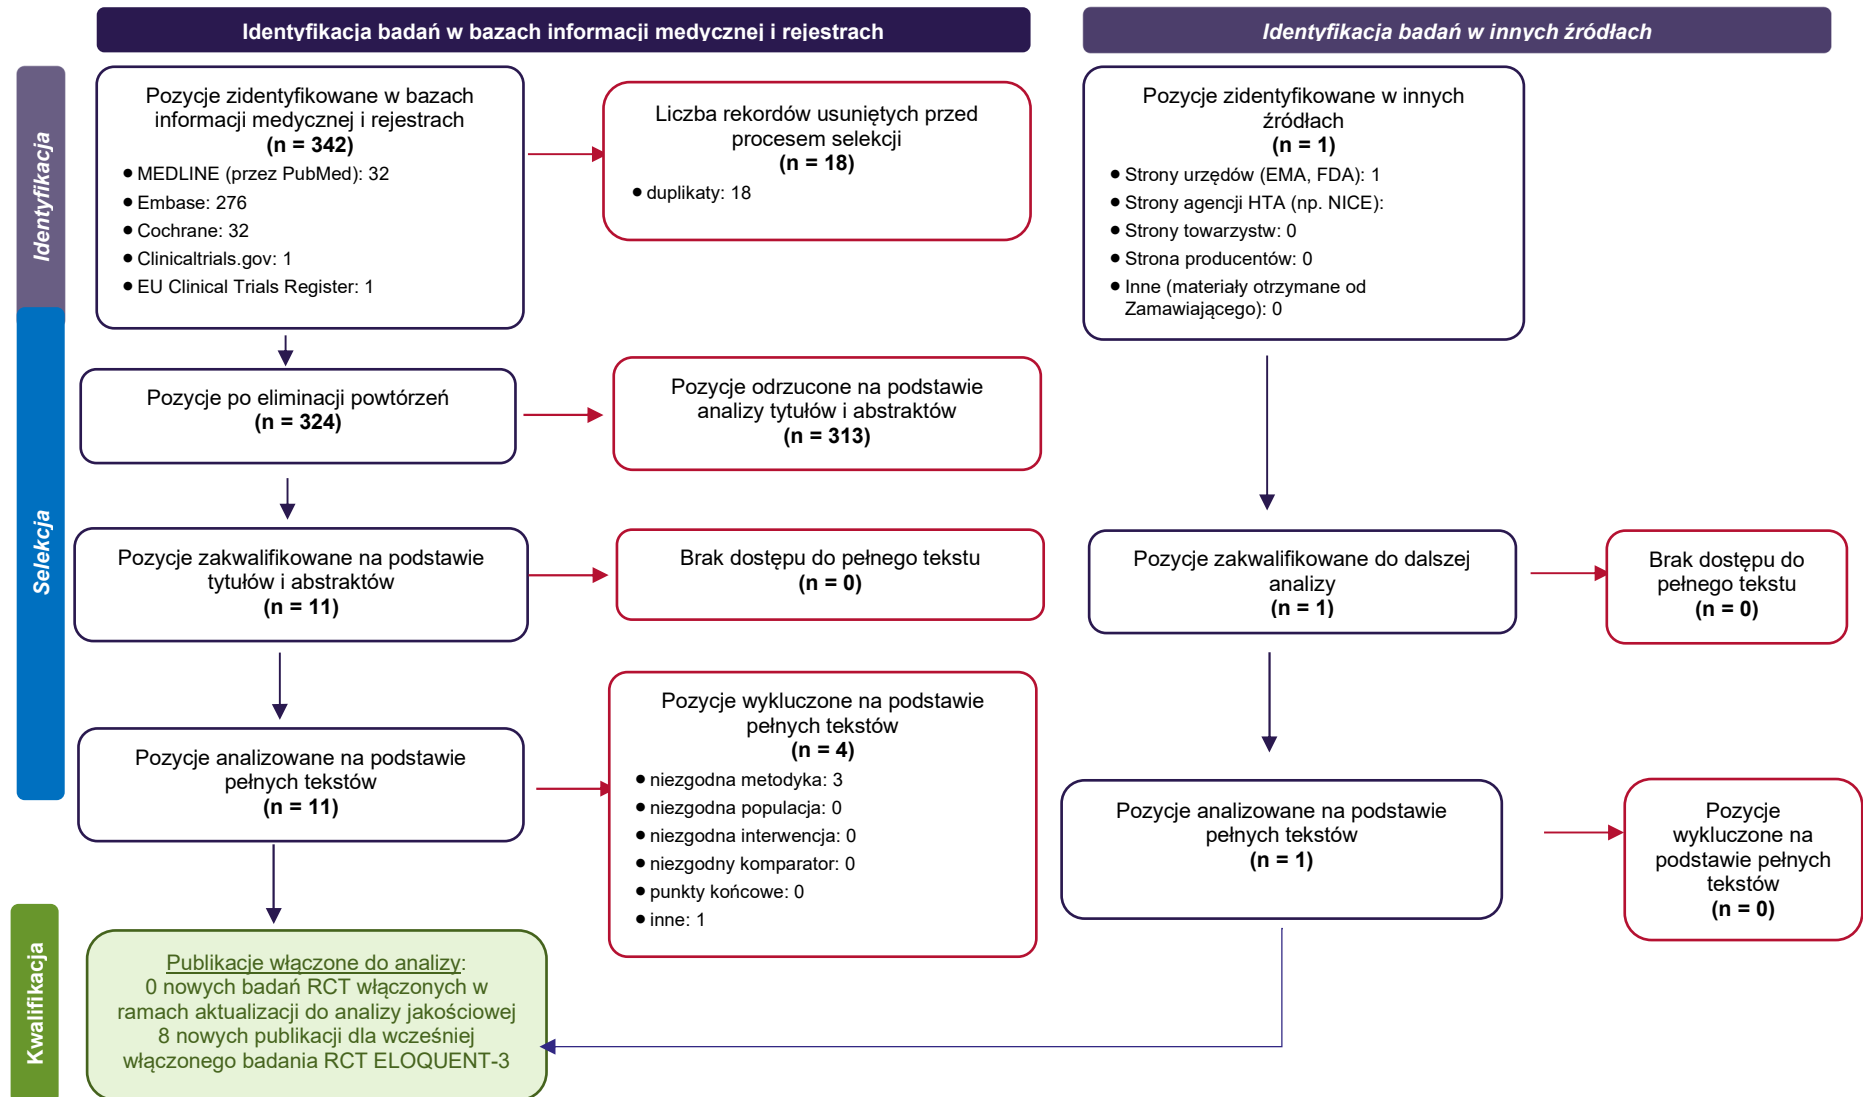 Identyfikacja badań w bazach informacji medycznej i rejestrach
Identyfikacja badań w innych źródłach
Identyfikacja
Pozycje zidentyfikowane w bazach
informacji medycznej i rejestrach
(n = 342)
• MEDLINE (przez PubMed): 32
• Embase: 276
• Cochrane: 32
• Clinicaltrials.gov: 1
• EU Clinical Trials Register: 1
Liczba rekordów usuniętych przed
procesem selekcji
(n = 18)
• duplikaty: 18
Pozycje zidentyfikowane w innych
źródłach
(n = 1)
• Strony urzędów (EMA, FDA): 1
• Strony agencji HTA (np. NICE):
• Strony towarzystw: 0
• Strona producentów: 0
• Inne (materiały otrzymane od
Zamawiającego): 0
Selekcja
Pozycje po eliminacji powtórzeń
(n = 324)
Pozycje odrzucone na podstawie
analizy tytułów i abstraktów
(n = 313)
Pozycje zakwalifikowane na podstawie
tytułów i abstraktów
(n = 11)
Brak dostępu do pełnego tekstu
(n = 0)
Pozycje zakwalifikowane do dalszej
analizy
(n = 1)
Brak dostępu do
pełnego tekstu
(n = 0)
Pozycje analizowane na podstawie
pełnych tekstów
(n = 11)
Pozycje wykluczone na podstawie
pełnych tekstów
(n = 4)
• niezgodna metodyka: 3
• niezgodna populacja: 0
• niezgodna interwencja: 0
• niezgodny komparator: 0
• punkty końcowe: 0
• inne: 1
Pozycje analizowane na podstawie
pełnych tekstów
(n = 1)
Pozycje
wykluczone na
podstawie pełnych
tekstów
(n = 0)
Kwalifikacja
Publikacje włączone do analizy:
0 nowych badań RCT włączonych w
ramach aktualizacji do analizy jakościowej
8 nowych publikacji dla wcześniej
włączonego badania RCT ELOQUENT-3